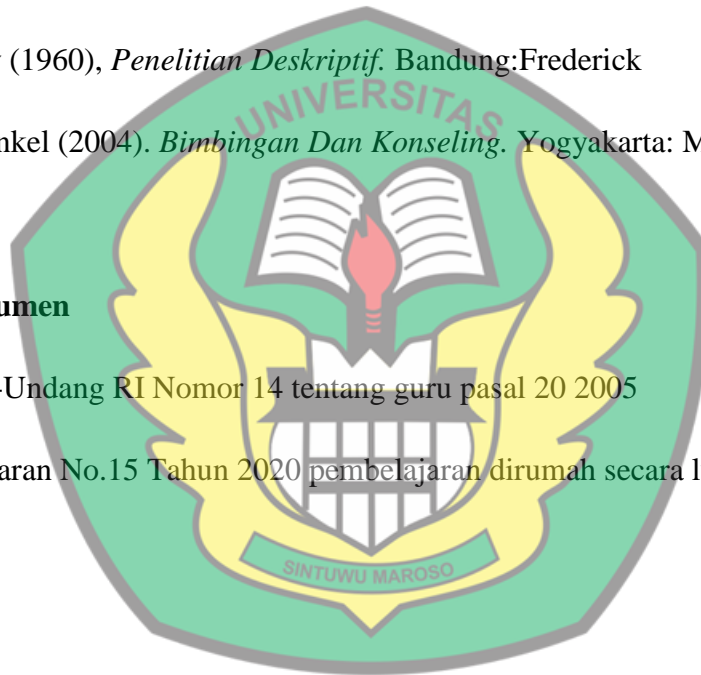 (1960), Penelitian Deskriptif. Bandung:Frederick
UNIVERSITAS
nkel (2004). Bimbingan Dan Konseling. Yogyakarta: M
umen
-Undang RI Nomor 14 tentang guru pasal 20 2005
aran No.15 Tahun 2020 pembelajaran dirumah secara l
SINTUWU MAROSO